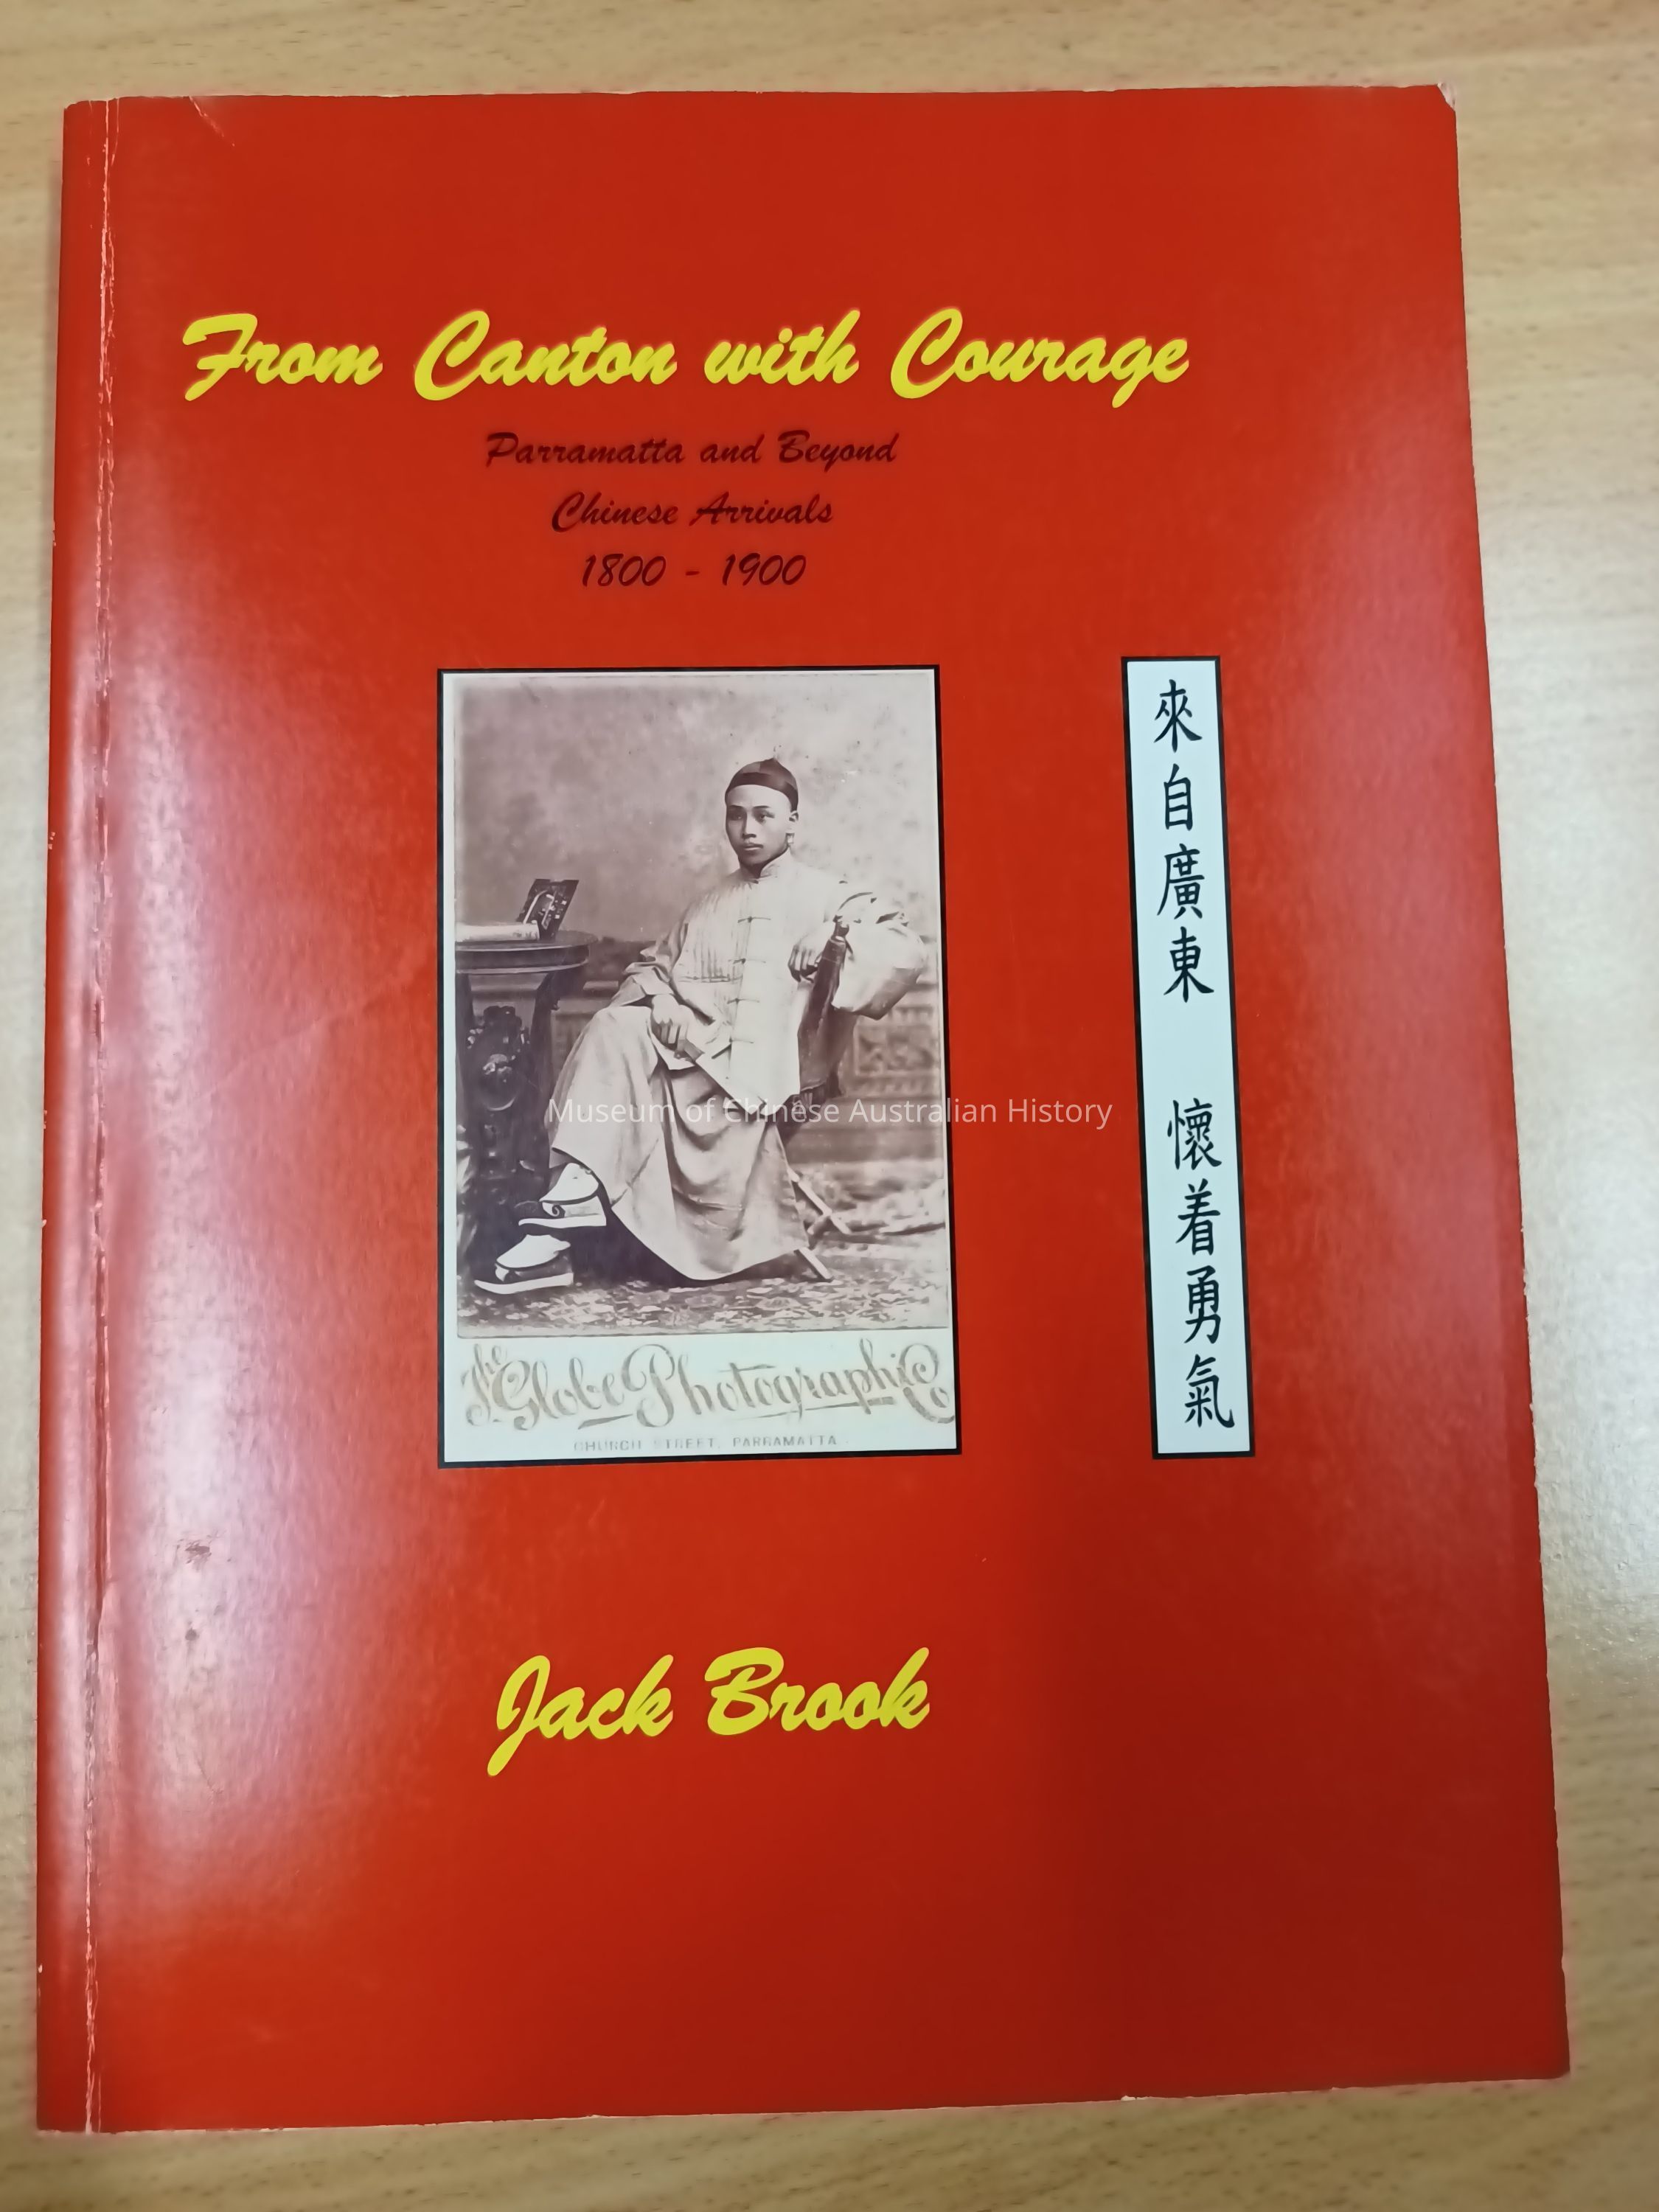 From Canton with Courage
Parramatta and Beyond
Chinese Arrivals
1800 - 1900
來自廣東 懷着勇氣
Museum of Chinese Australian History
The Globe Photographic Co
CHURCH STREET, PARRAMATTA.
Jack Brook